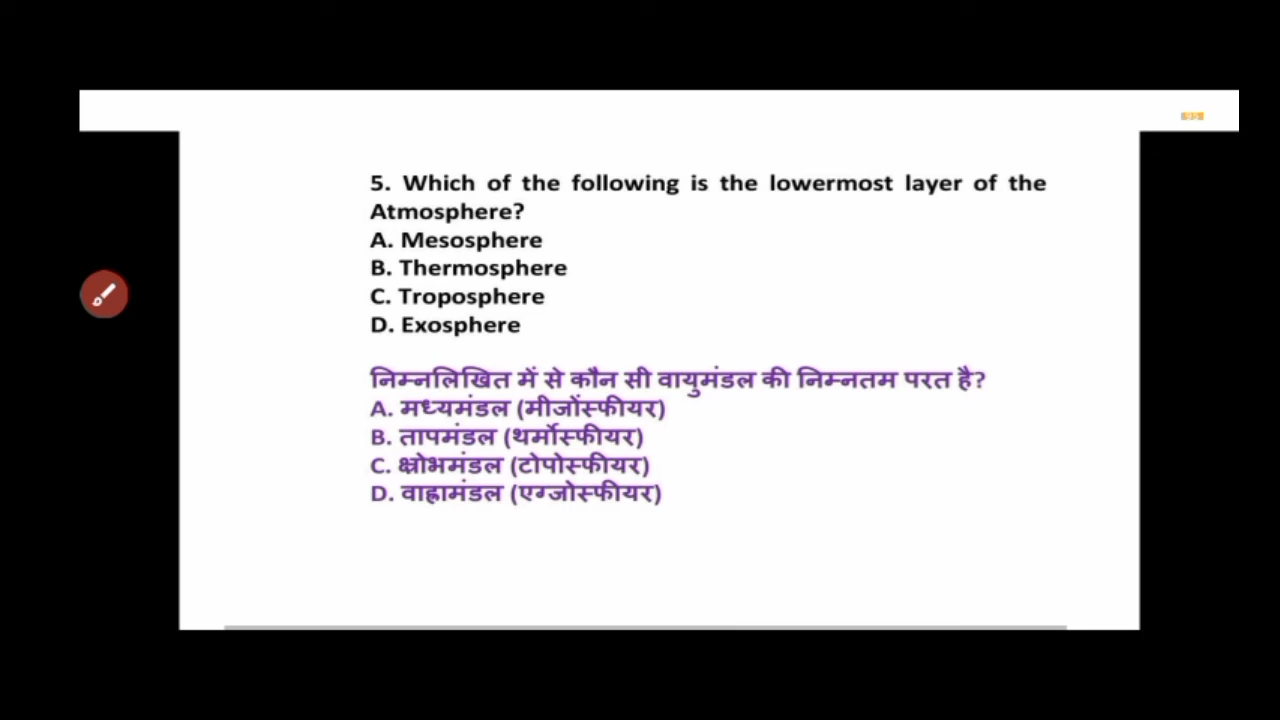 95
5. Which of the following is the lowermost layer of the
Atmosphere?
A. Mesosphere
B. Thermosphere
C. Troposphere
D. Exosphere
निम्नलिखित में से कौन सी वायुमंडल की निम्नतम परत है?
A. मध्यमंडल (मीजोंस्फीयर)
B. तापमंडल (थर्मोस्फीयर)
C. क्षोभमंडल (टोपोस्फीयर)
D. वाह्रामंडल (एग्जोस्फीयर)